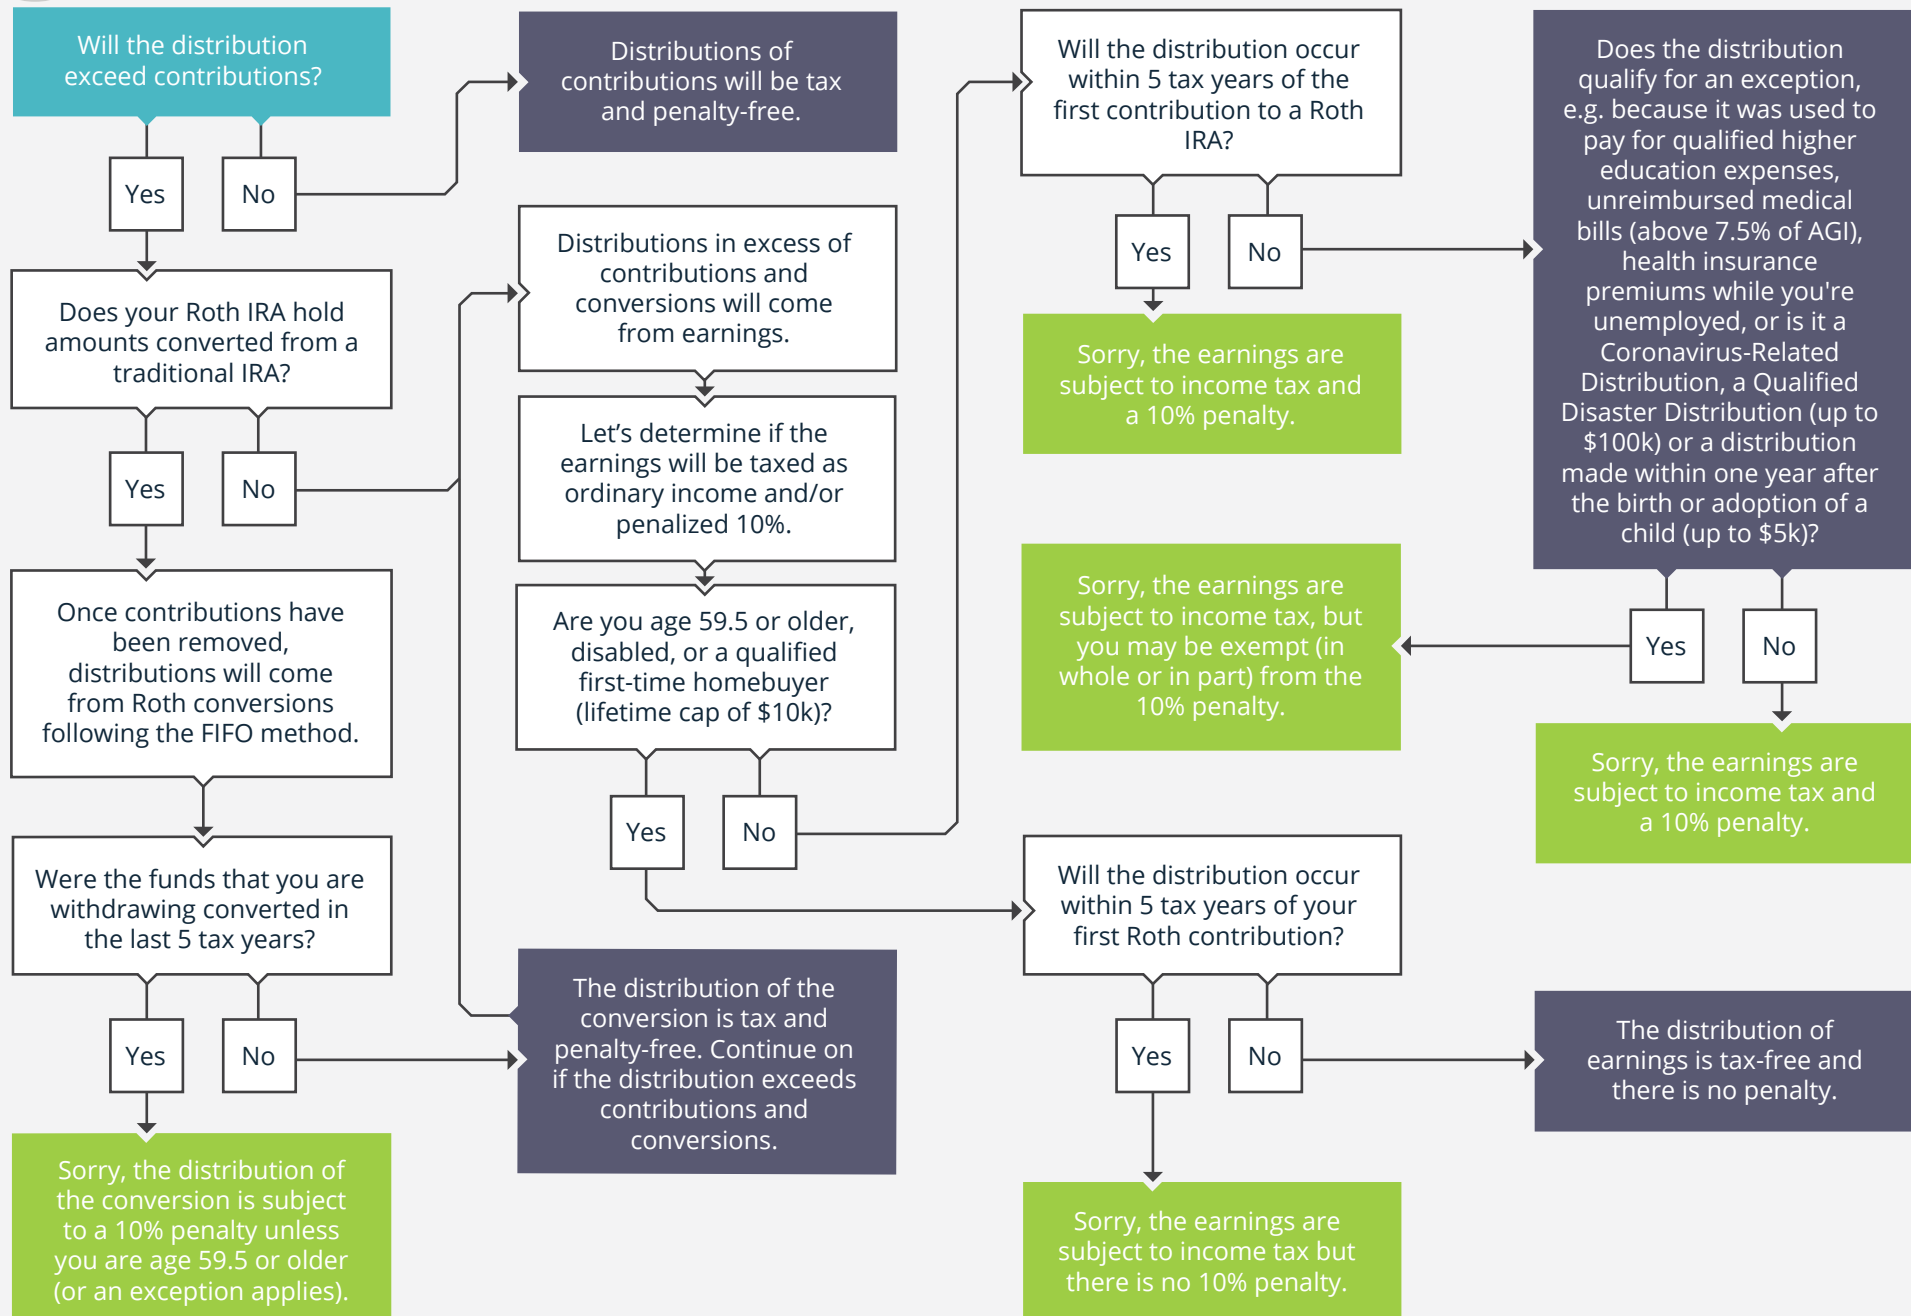 Will the distribution
exceed contributions?
Yes
No
Does your Roth IRA hold
amounts converted from a
traditional IRA?
Yes
No
Once contributions have
been removed,
distributions will come
from Roth conversions
following the FIFO method.
Were the funds that you are
withdrawing converted in
the last 5 tax years?
Yes
No
Sorry, the distribution of
the conversion is subject
to a 10% penalty unless
you are age 59.5 or older
(or an exception applies).
Distributions of
contributions will be tax
and penalty-free.
Distributions in excess of
contributions and
conversions will come
from earnings.
Let’s determine if the
earnings will be taxed as
ordinary income and/or
penalized 10%.
Are you age 59.5 or older,
disabled, or a qualified
first-time homebuyer
(lifetime cap of $10k)?
Yes
No
The distribution of the
conversion is tax and
penalty-free. Continue on
if the distribution exceeds
contributions and
conversions.
Will the distribution occur
within 5 tax years of the
first contribution to a Roth
IRA?
Yes
No
Sorry, the earnings are
subject to income tax and
a 10% penalty.
Sorry, the earnings are
subject to income tax, but
you may be exempt (in
whole or in part) from the
10% penalty.
Will the distribution occur
within 5 tax years of your
first Roth contribution?
Yes
No
Sorry, the earnings are
subject to income tax but
there is no 10% penalty.
Does the distribution
qualify for an exception,
e.g. because it was used to
pay for qualified higher
education expenses,
unreimbursed medical
bills (above 7.5% of AGI),
health insurance
premiums while you're
unemployed, or is it a
Coronavirus-Related
Distribution, a Qualified
Disaster Distribution (up to
$100k) or a distribution
made within one year after
the birth or adoption of a
child (up to $5k)?
Yes
No
Sorry, the earnings are
subject to income tax and
a 10% penalty.
The distribution of
earnings is tax-free and
there is no penalty.